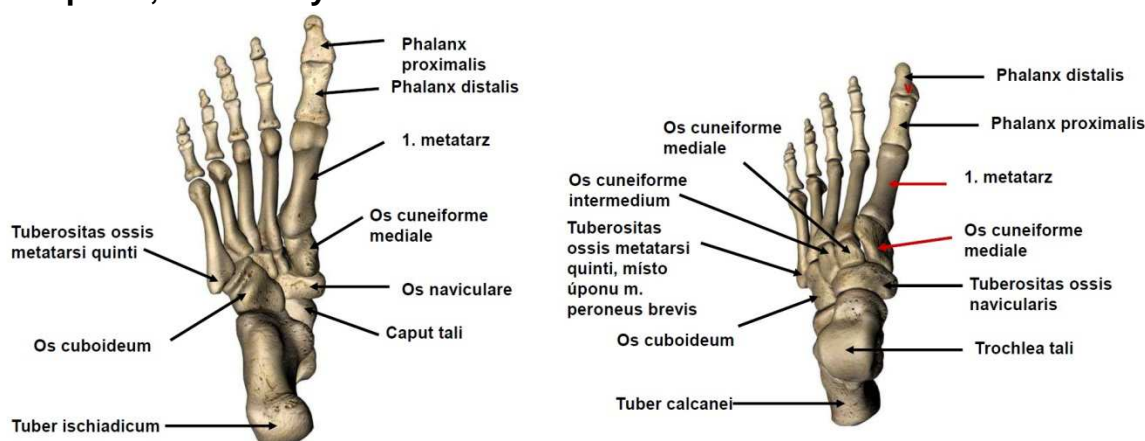 Phalanx
proximalis
Phalanx distalis
1. metatarz
Os cuneiforme
mediale
Os naviculare
Caput tali
Tuberositas ossis
metatarsi quinti
Os cuboideum
Tuber ischiadicum
Phalanx distalis
Phalanx proximalis
Os cuneiforme
mediale
1. metatarz
Os cuneiforme
intermedium
Os cuneiforme
mediale
Tuberositas
ossis metatarsi
quinti, místo
úponu m.
peroneus brevis
Tuberositas ossis
navicularis
Os cuboideum
Trochlea tali
Tuber calcanei